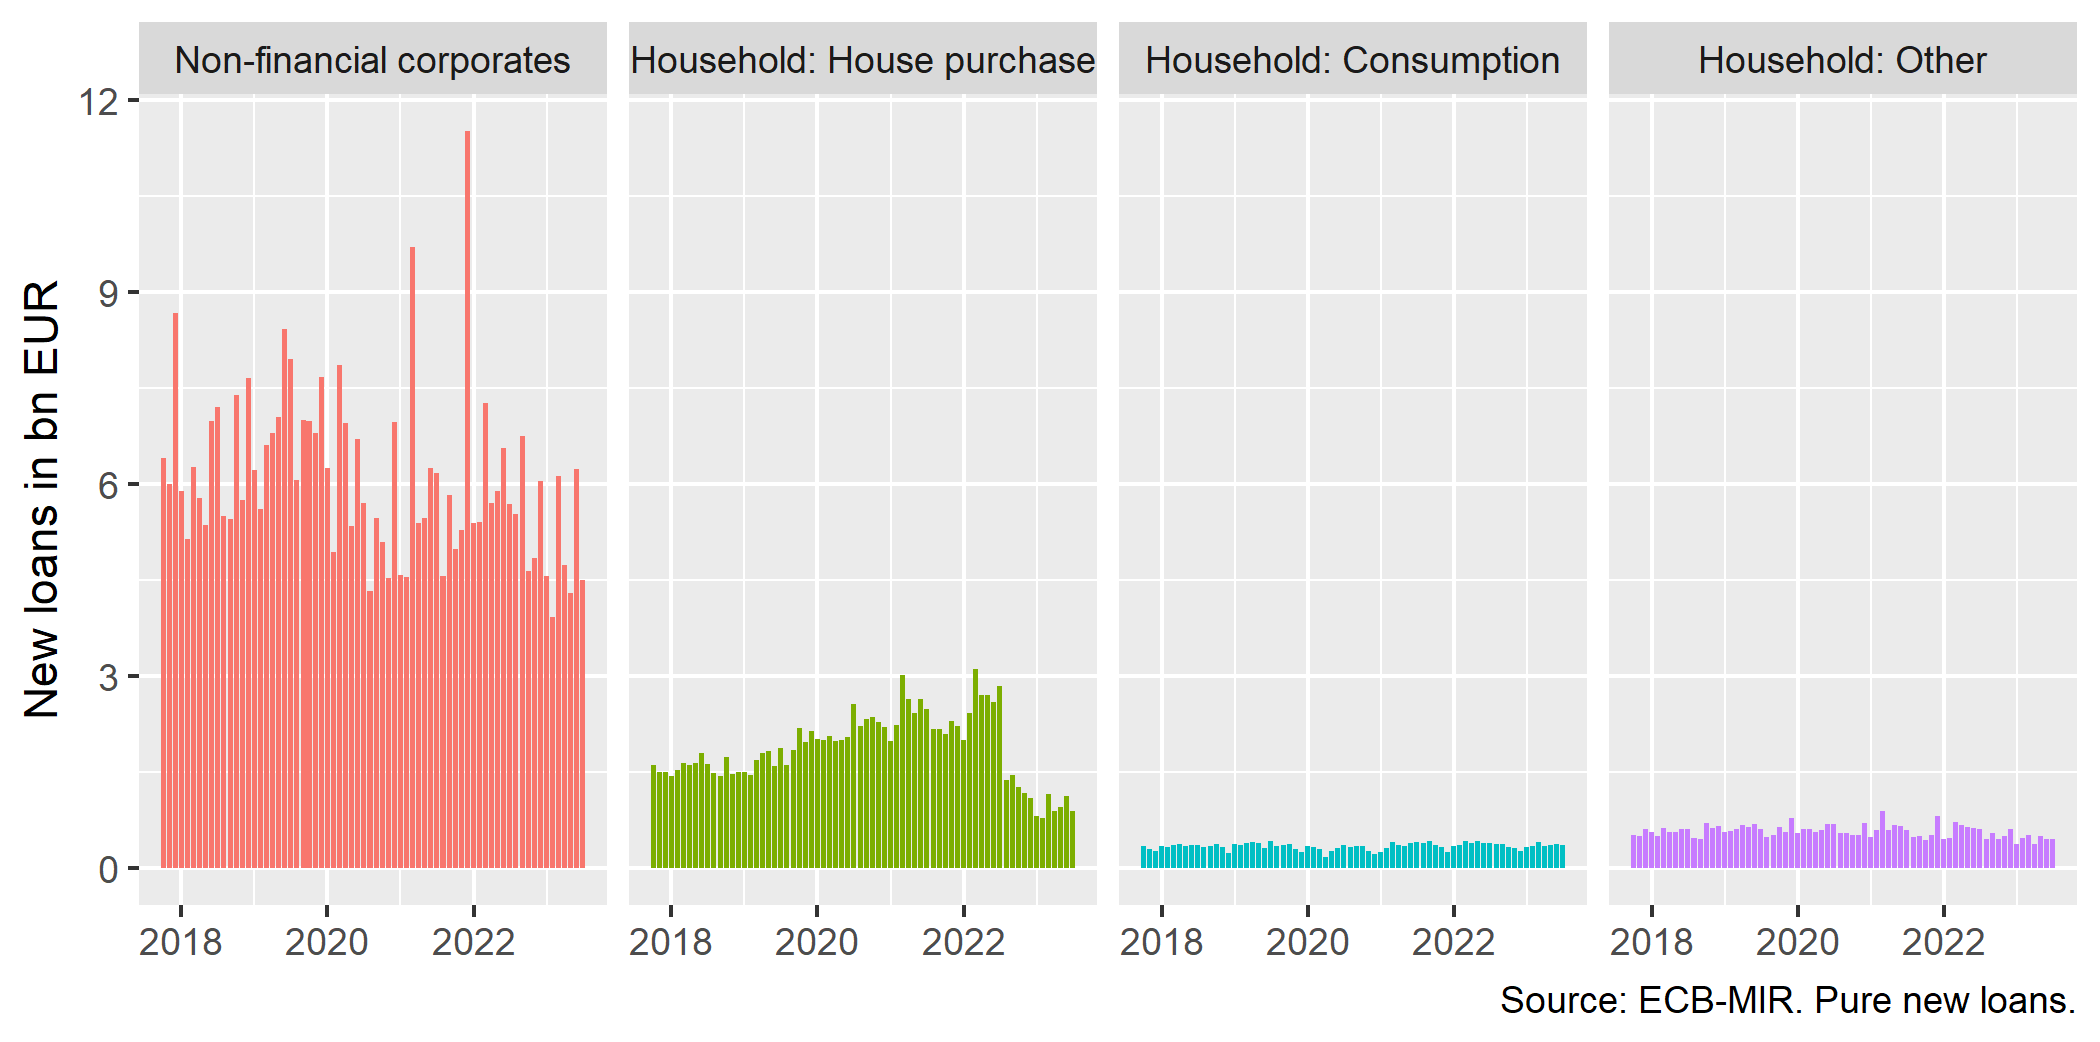 Non-financial corporates
Household: House purchase
Household: Consumption
Household: Other
New loans in bn EUR
12
9
6
3
0
2018 2020 2022
2018 2020 2022
2018 2020 2022
2018 2020 2022
Source: ECB-MIR. Pure new loans.